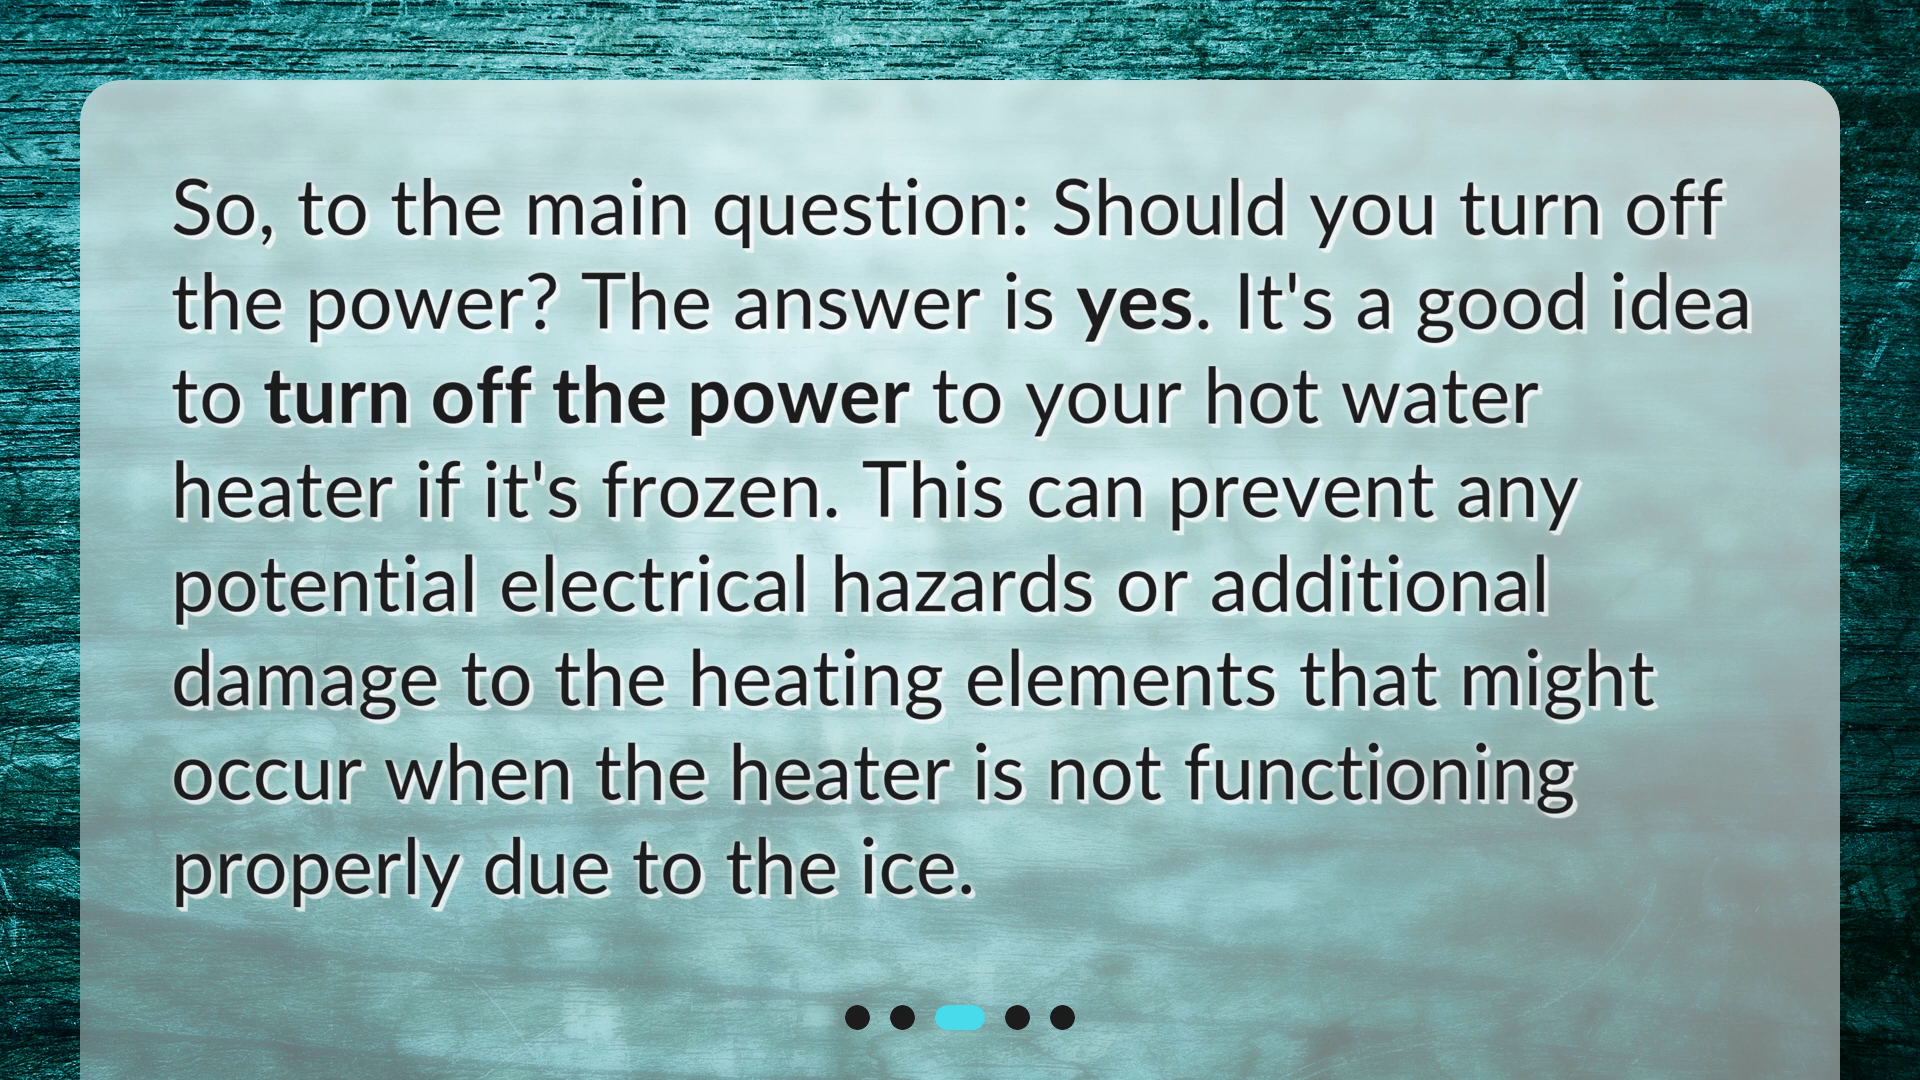 So, to the main question: Should you turn off
the power? The answer is yes. It's a good idea
to turn off the power to your hot water
heater if it's frozen. This can prevent any
potential electrical hazards or additional
damage to the heating elements that might
occur when the heater is not functioning
properly due to the ice.